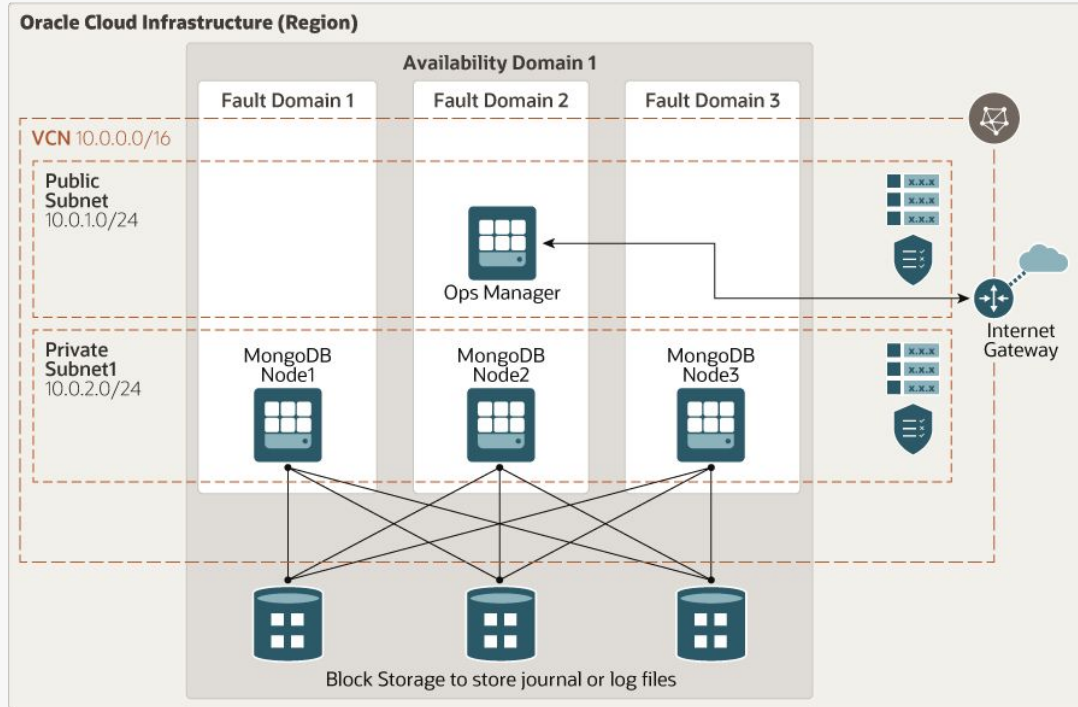 Oracle Cloud Infrastructure (Region)
Availability Domain 1
Fault Domain 1
Fault Domain 2
Fault Domain 3
VCN 10.0.0.0/16
Public
Subnet
10.0.1.0/24
x.x.x
x.x.x
x.x.x
Ops Manager
Internet
Gateway
Private
Subnet1
10.0.2.0/24
MongoDB
Node1
MongoDB
Node2
MongoDB
Node3
x.x.x
x.x.x
x.x.x
Block Storage to store journal or log files